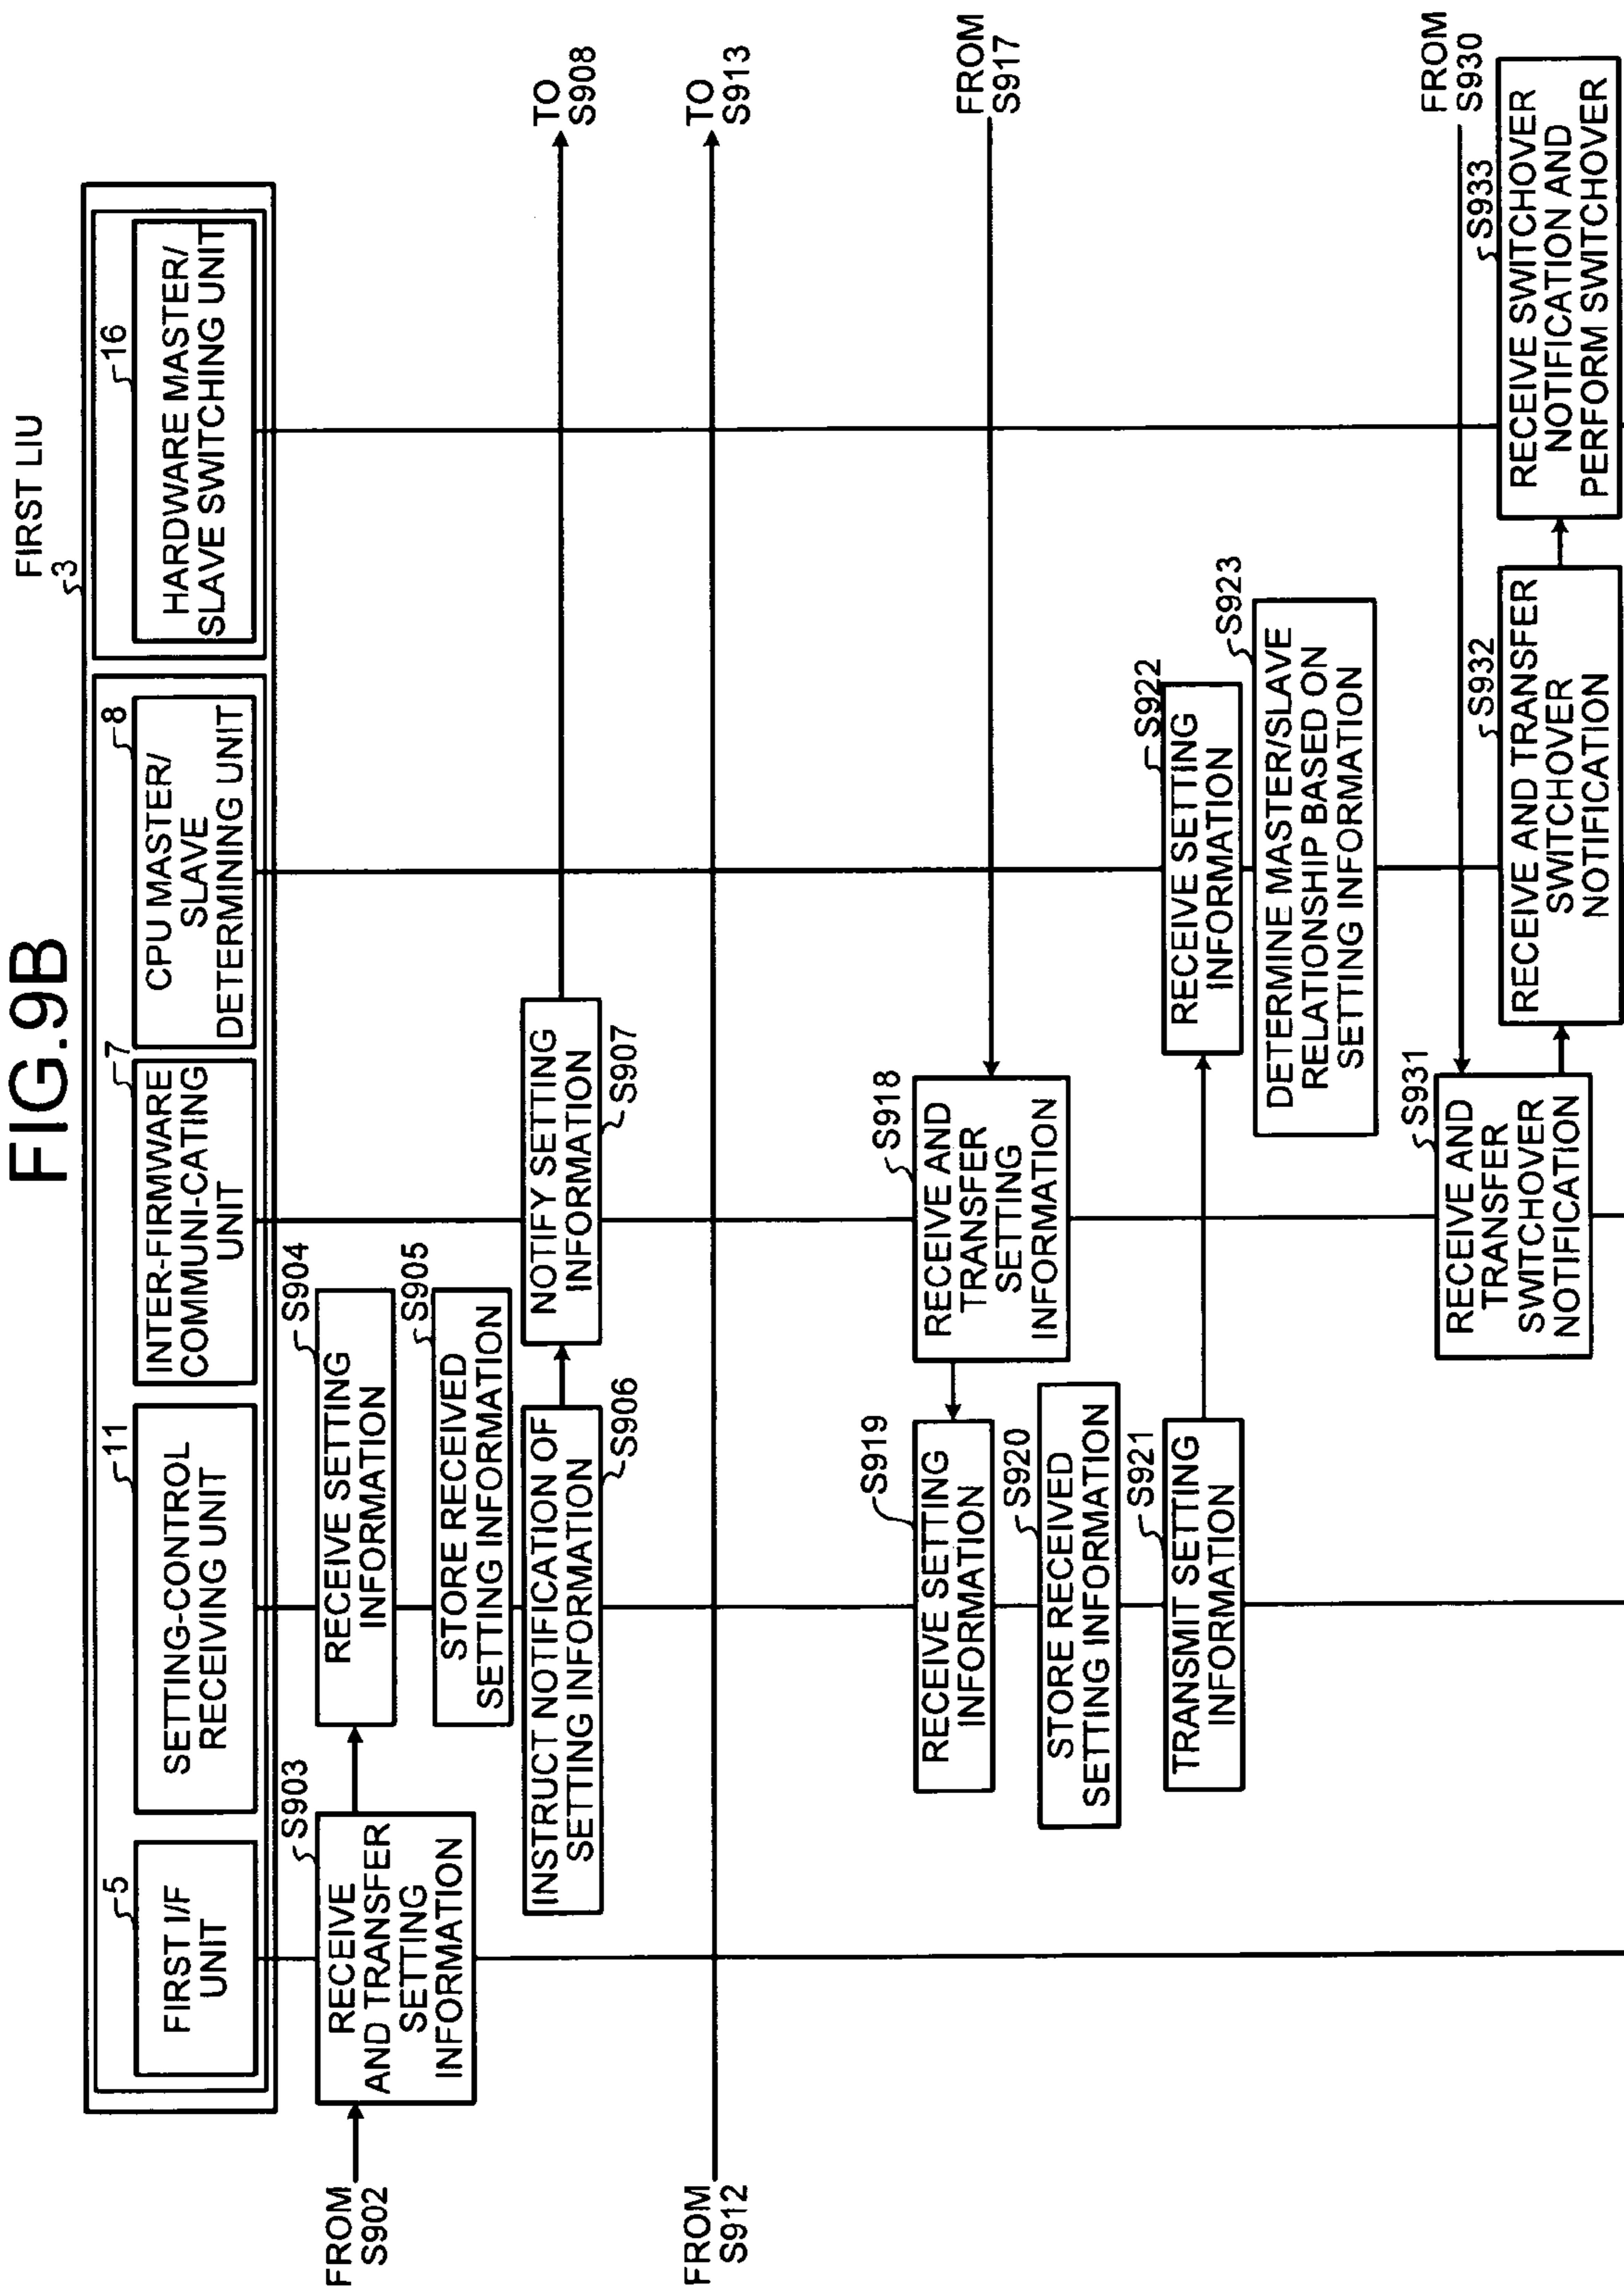 FIG.9B
FIRST LIU
3
5
FIRST I/F
UNIT
11
SETTING-CONTROL
RECEIVING UNIT
7
INTER-FIRMWARE
COMMUNI-CATING
UNIT
8
CPU MASTER/
SLAVE
DETERMINING UNIT
16
HARDWARE MASTER/
SLAVE SWITCHING UNIT
FROM
S902
S903
RECEIVE
AND TRANSFER
SETTING
INFORMATION
S904
RECEIVE SETTING
INFORMATION
S905
STORE RECEIVED
SETTING INFORMATION
INSTRUCT NOTIFICATION OF
SETTING INFORMATION
S906
NOTIFY SETTING
INFORMATION
S907
TO
S908
FROM
S912
TO
S913
FROM
S917
S918
RECEIVE AND
TRANSFER
SETTING
INFORMATION
S919
RECEIVE SETTING
INFORMATION
S920
STORE RECEIVED
SETTING INFORMATION
S921
TRANSMIT SETTING
INFORMATION
S922
RECEIVE SETTING
INFORMATION
S923
DETERMINE MASTER/SLAVE
RELATIONSHIP BASED ON
SETTING INFORMATION
FROM
S930
S931
RECEIVE AND
TRANSFER
SWITCHOVER
NOTIFICATION
S932
RECEIVE AND TRANSFER
SWITCHOVER
NOTIFICATION
S933
RECEIVE SWITCHOVER
NOTIFICATION AND
PERFORM SWITCHOVER